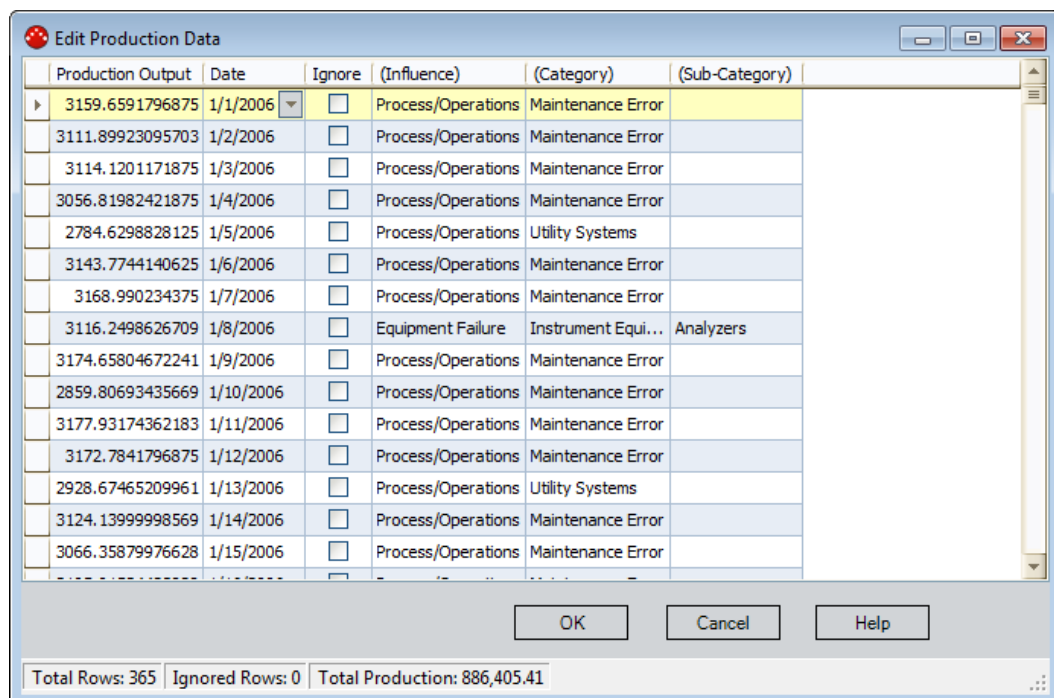 Edit Production Data
Production Output Date Ignore (Influence) (Category) (Sub-Category)
3159.6591796875 1/1/2006 Process/Operations Maintenance Error
3111.89923095703 1/2/2006 Process/Operations Maintenance Error
3114.1201171875 1/3/2006 Process/Operations Maintenance Error
3056.81982421875 1/4/2006 Process/Operations Maintenance Error
2784.6298828125 1/5/2006 Process/Operations Utility Systems
3143.7744140625 1/6/2006 Process/Operations Maintenance Error
3168.990234375 1/7/2006 Process/Operations Maintenance Error
3116.2498626709 1/8/2006 Equipment Failure Instrument Equi... Analyzers
3174.65804672241 1/9/2006 Process/Operations Maintenance Error
2859.80693435669 1/10/2006 Process/Operations Maintenance Error
3177.93174362183 1/11/2006 Process/Operations Maintenance Error
3172.7841796875 1/12/2006 Process/Operations Maintenance Error
2928.67465209961 1/13/2006 Process/Operations Utility Systems
3124.13999998569 1/14/2006 Process/Operations Maintenance Error
3066.35879976628 1/15/2006 Process/Operations Maintenance Error
OK Cancel Help
Total Rows: 365 Ignored Rows: 0 Total Production: 886,405.41